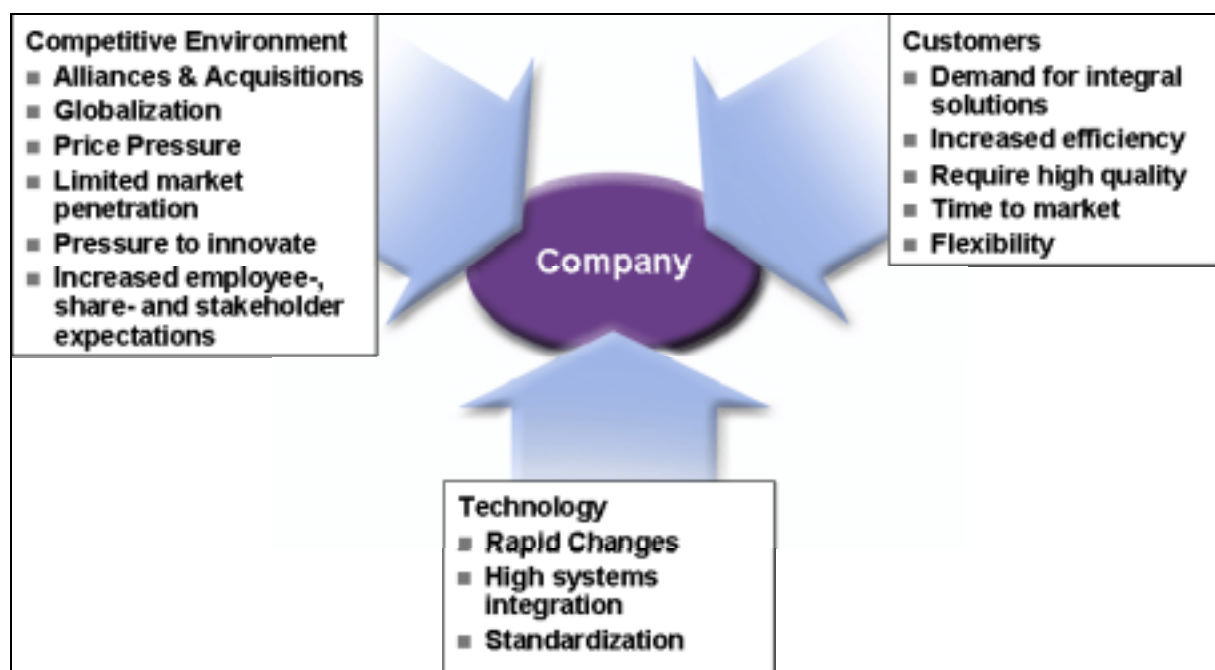 Competitive Environment
■ Alliances & Acquisitions
■ Globalization
■ Price Pressure
■ Limited market
penetration
■ Pressure to innovate
■ Increased employee-,
share- and stakeholder
expectations
Customers
■ Demand for integral
solutions
■ Increased efficiency
■ Require high quality
■ Time to market
■ Flexibility
Company
Technology
■ Rapid Changes
■ High systems
integration
■ Standardization